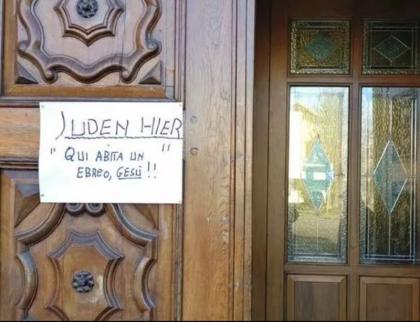 JUDEN HIER
" QUI ABITA UN "
EBREO, GESÙ !!